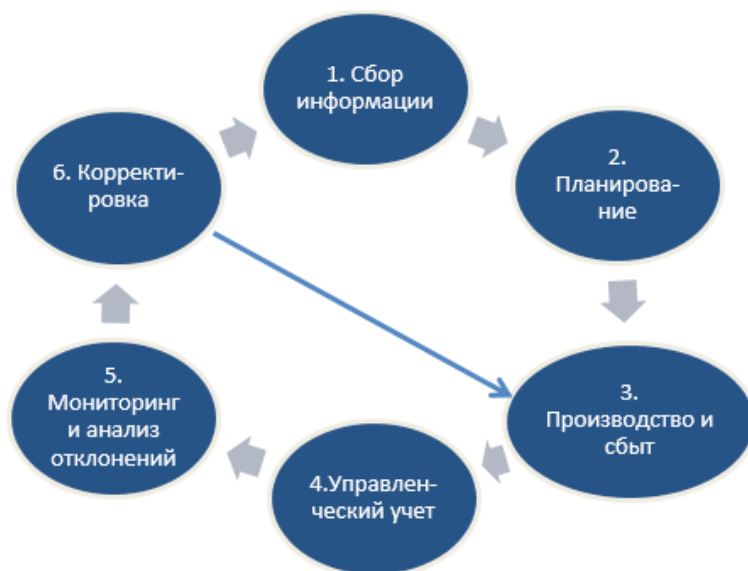 1. Сбор
информации
2.
Планирова-
ние
3.
Производство и
сбыт
4.Управлен-
ческий учет
5.
Мониторинг
и анализ
отклонений
6. Корректи-
ровка